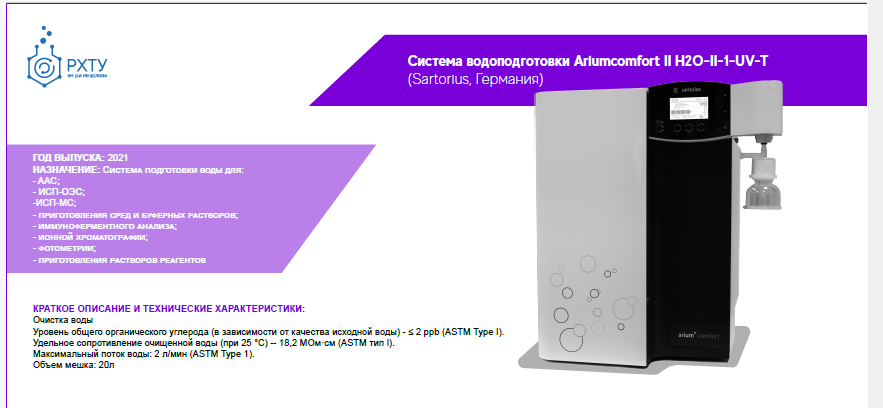 РХТУ
ИМ. ДИ МЕНДЕЛЕЕВА
Система водоподготовки Ariumcomfort II H2O-II-1-UV-T
(Sartorius, Германия)
sartorius
ГОД ВЫПУСКА: 2021
НАЗНАЧЕНИЕ: Система подготовки воды для:
- ААС;
- ИСП-ОЭС;
-ИСП-МС;
- приготовления сред и буферных растворов;
- иммуноферментного анализа;
- ионной хроматографии;
- фотометрии;
- приготовления растворов реагентов
КРАТКОЕ ОПИСАНИЕ И ТЕХНИЧЕСКИЕ ХАРАКТЕРИСТИКИ:
Очистка воды
Уровень общего органического углерода (в зависимости от качества исходной воды) - ≤ 2 ppb (ASTM Type I).
Удельное сопротивление очищенной воды (при 25 °C) -- 18,2 МОм·см (ASTM тип I).
Максимальный поток воды: 2 л/мин (ASTM Type 1).
Объем мешка: 20л
arium® comfort